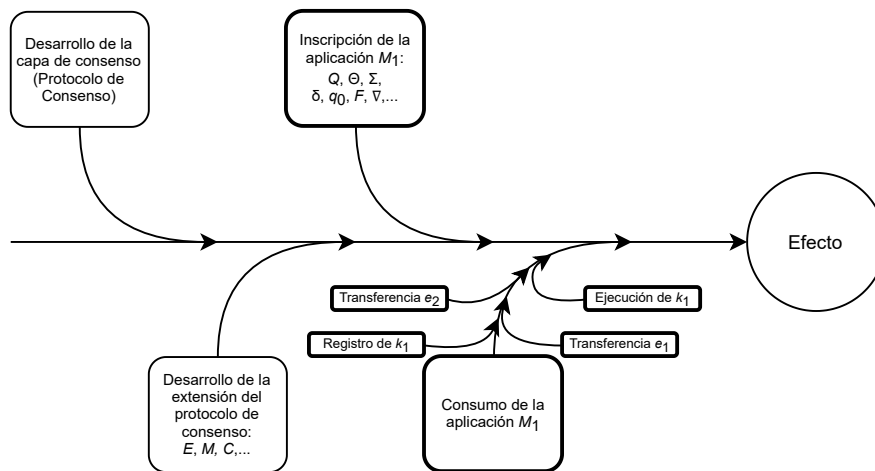 Desarrollo de la
capa de consenso
(Protocolo de
Consenso)
Inscripción de la
aplicación M1:
Q, Θ, Σ,
δ, q0, F, ∇,...
Efecto
Transferencia e2
Ejecución de k1
Registro de k1
Transferencia e1
Desarrollo de la
extensión del
protocolo de
consenso:
E, M, C,...
Consumo de la
aplicación M1